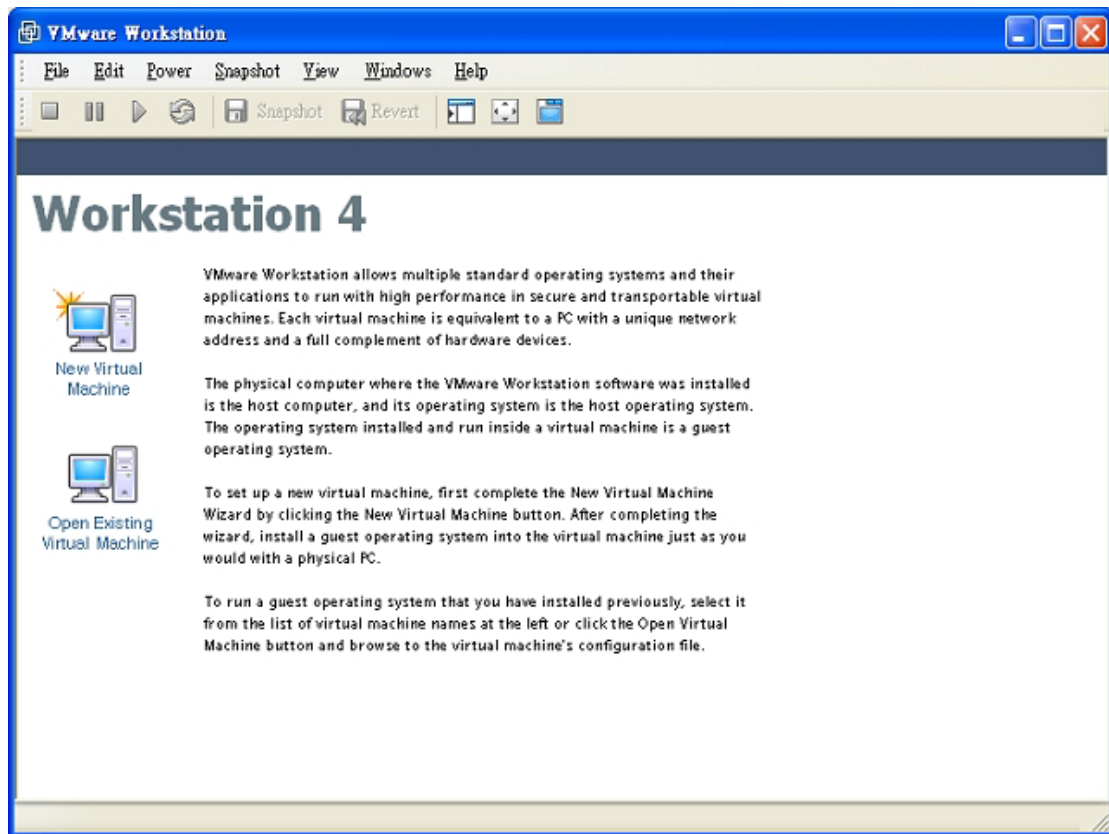 VMware Workstation
File Edit Power Snapshot View Windows Help
Snapshot Revert
Workstation 4
New Virtual
Machine
Open Existing
Virtual Machine
VMware Workstation allows multiple standard operating systems and their
applications to run with high performance in secure and transportable virtual
machines. Each virtual machine is equivalent to a PC with a unique network
address and a full complement of hardware devices.
The physical computer where the VMware Workstation software was installed
is the host computer, and its operating system is the host operating system.
The operating system installed and run inside a virtual machine is a guest
operating system.
To set up a new virtual machine, first complete the New Virtual Machine
Wizard by clicking the New Virtual Machine button. After completing the
wizard, install a guest operating system into the virtual machine just as you
would with a physical PC.
To run a guest operating system that you have installed previously, select it
from the list of virtual machine names at the left or click the Open Virtual
Machine button and browse to the virtual machine's configuration file.